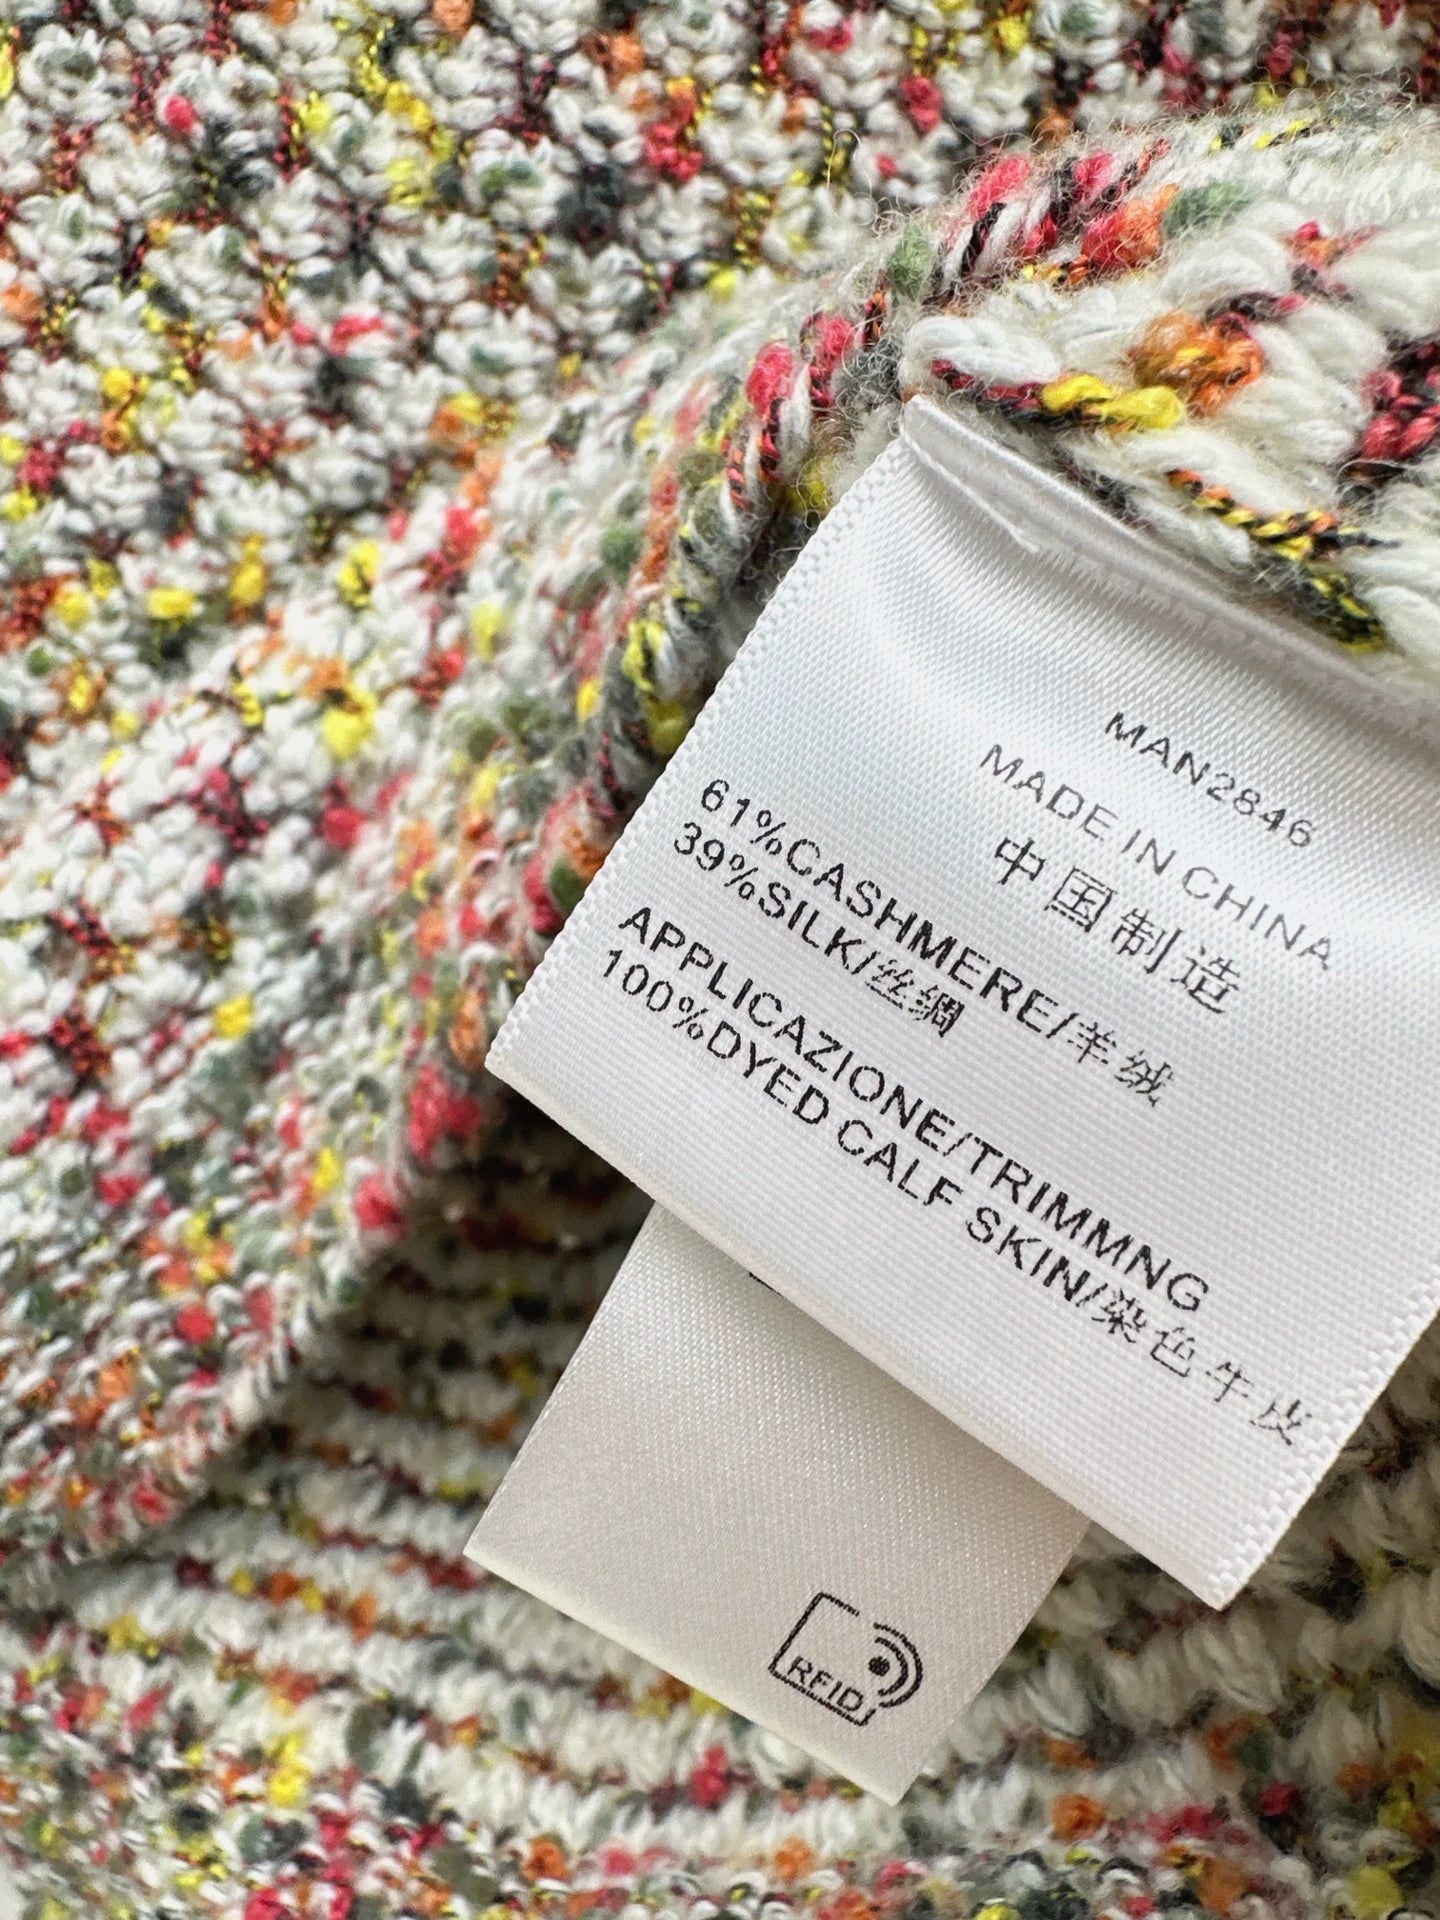 MAN2846
MADE IN CHINA
中国制造
61%CASHMERE/羊绒
39%SILK/丝绸
APPLICAZIONE/TRIMMNG
100%DYED CALF SKIN/染色牛皮
RFID